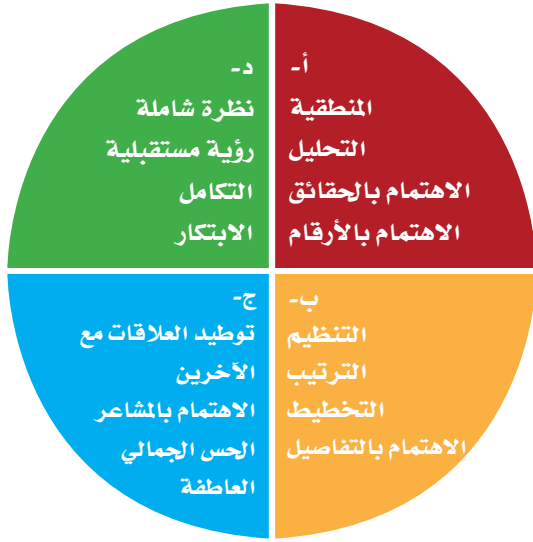 أ-
المنطقية
التحليل
الاهتمام بالحقائق
الاهتمام بالأرقام
ب-
التنظيم
الترتيب
التخطيط
الاهتمام بالتفاصيل
ج-
توطيد العلاقات مع
الآخرين
الاهتمام بالمشاعر
الحس الجمالي
العاطفة
د-
نظرة شاملة
رؤية مستقبلية
التكامل
الابتكار